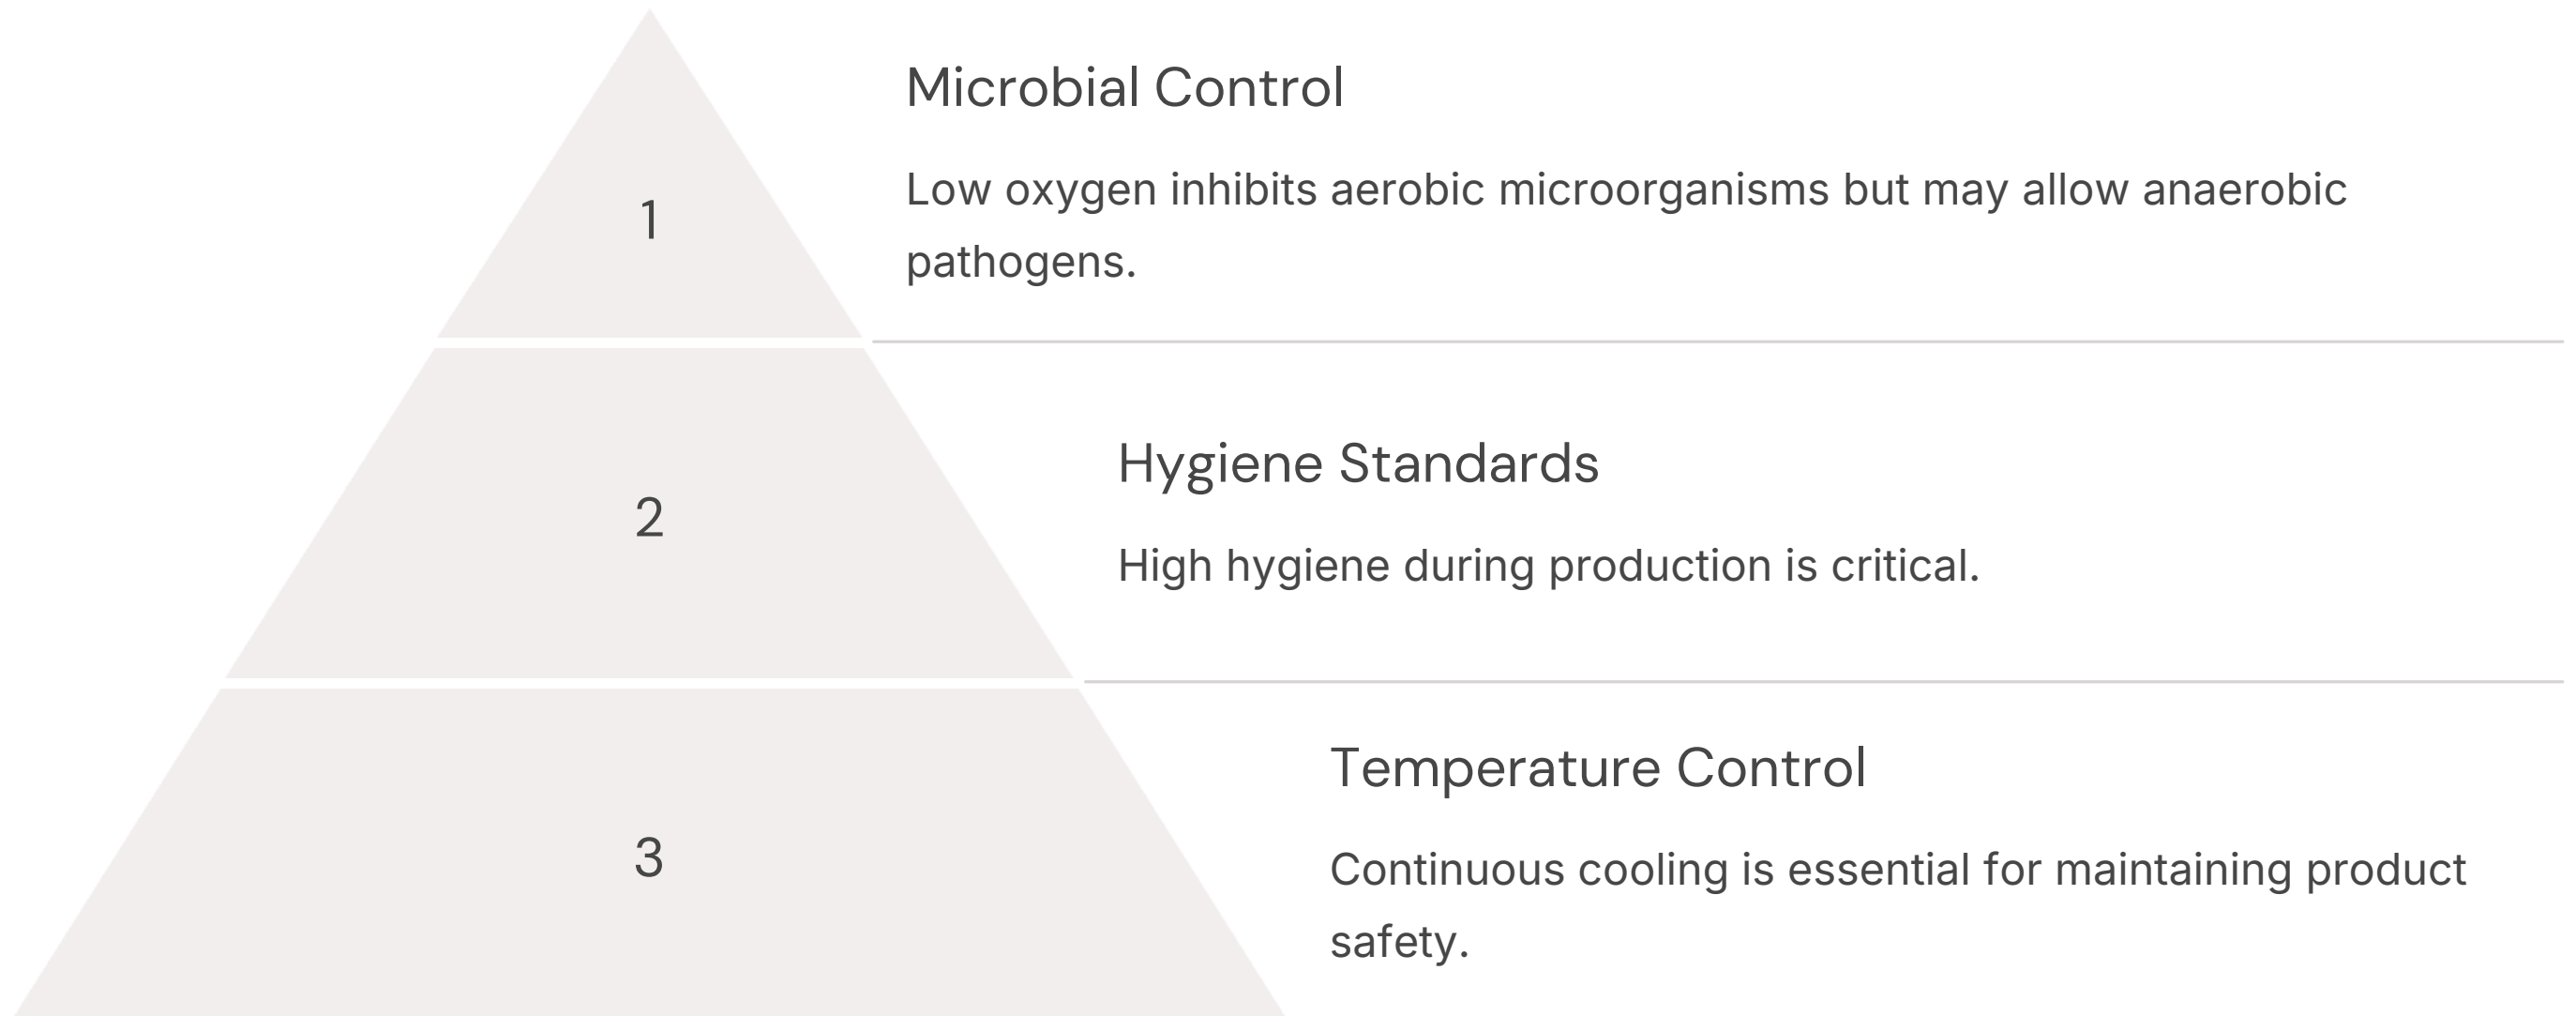 1
Microbial Control
Low oxygen inhibits aerobic microorganisms but may allow anaerobic
pathogens.
2
Hygiene Standards
High hygiene during production is critical.
3
Temperature Control
Continuous cooling is essential for maintaining product
safety.